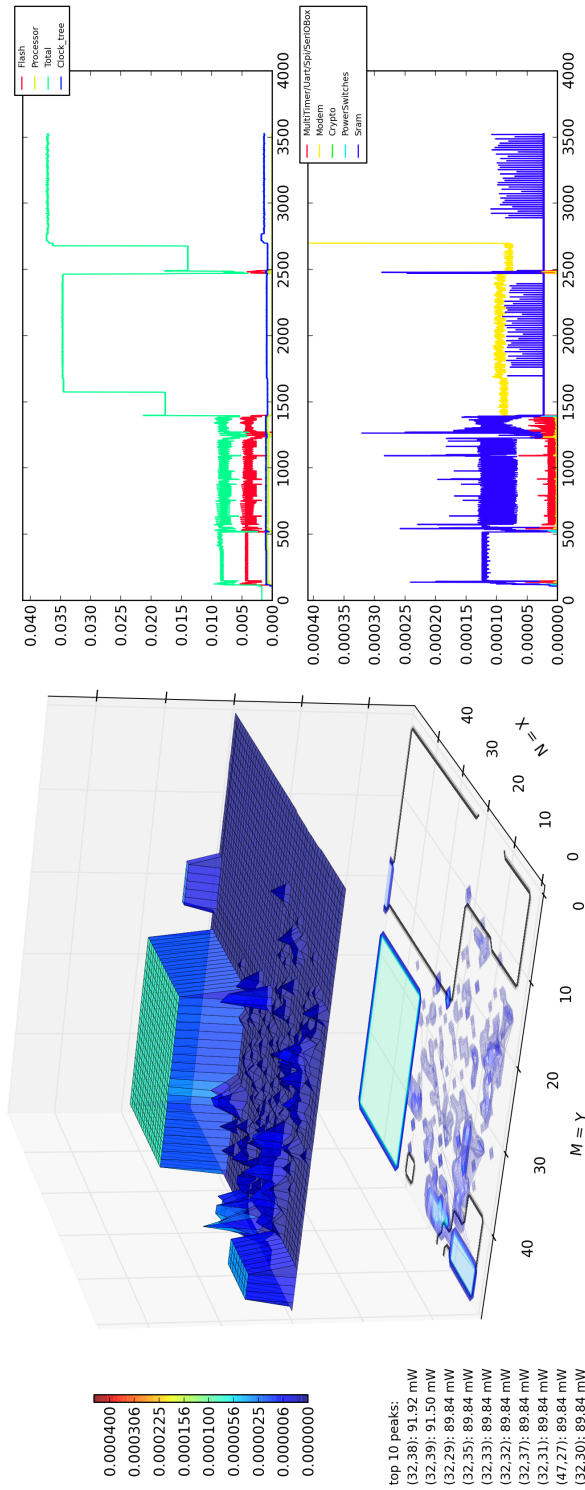 0.000400
0.000306
0.000225
0.000156
0.000100
0.000056
0.000025
0.000006
0.000000
top 10 peaks:
(32,38): 91.92 mW
(32,39): 91.50 mW
(32,29): 89.84 mW
(32,35): 89.84 mW
(32,33): 89.84 mW
(32,32): 89.84 mW
(32,37): 89.84 mW
(32,31): 89.84 mW
(47,27): 89.84 mW
(32,30): 89.84 mW
40
30
20
10
0
M = Y
0
10
20
30
40
X = N
0.040
0.035
0.030
0.025
0.020
0.015
0.010
0.005
0.000
0
500
1000
1500
2000
2500
3000
3500
4000
Flash
Processor
Total
Clock_tree
0.00040
0.00035
0.00030
0.00025
0.00020
0.00015
0.00010
0.00005
0.00000
0
500
1000
1500
2000
2500
3000
3500
4000
MultiTimer/Uart/Spi/SerIOBox
Modem
Crypto
PowerSwitches
Sram